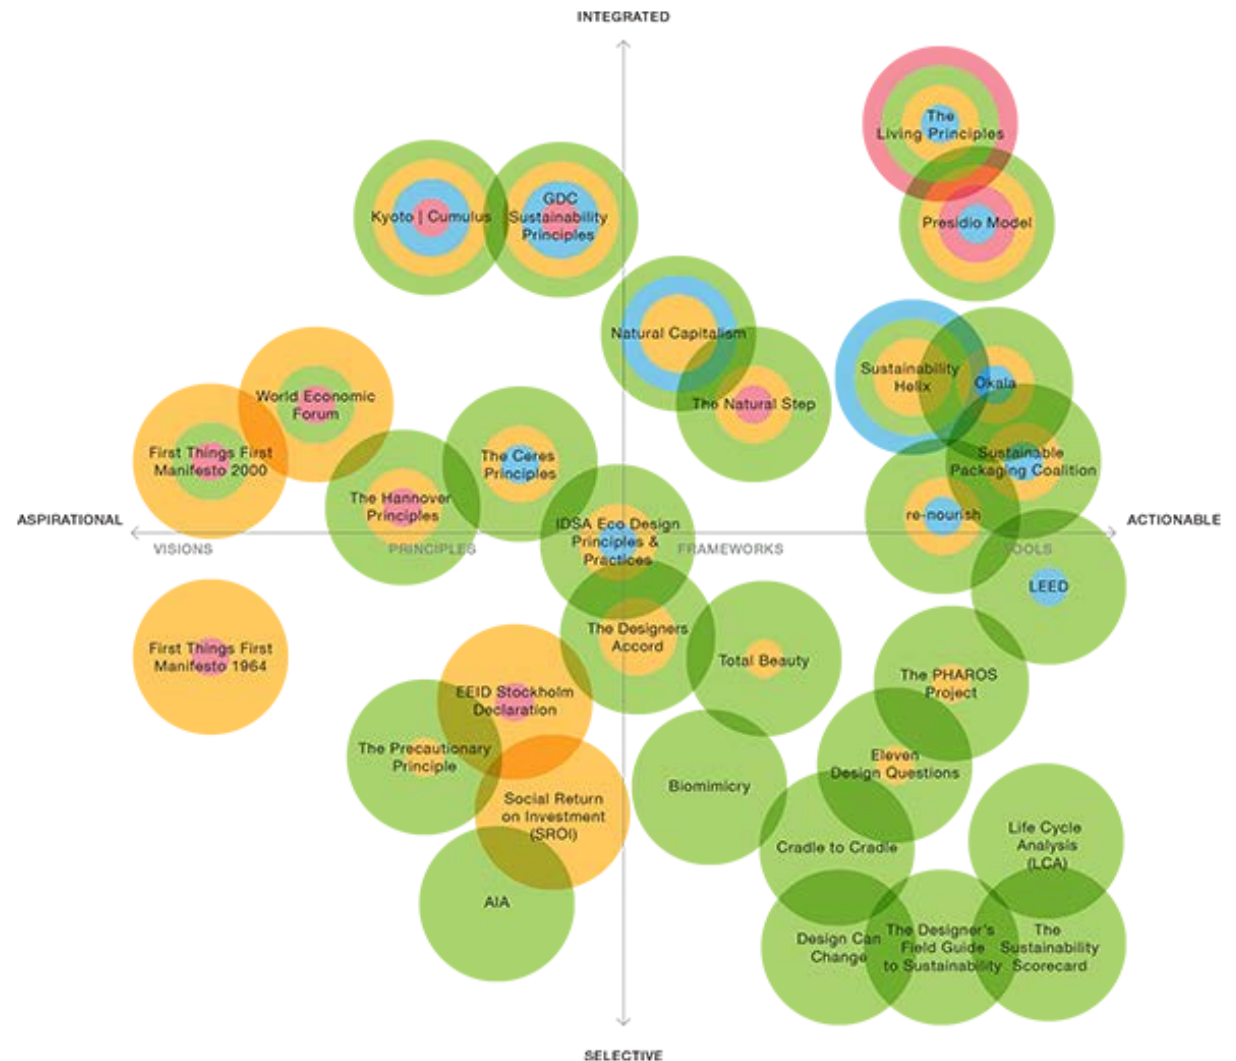 INTEGRATED
The
Living Principles
Kyoto | Cumulus
GDC
Sustainability
Principles
Presidio Model
Natural Capitalism
Sustainability
Helix
Okala
World Economic
Forum
The Natural Step
First Things First
Manifesto 2000
The Ceres
Principles
Sustainable
Packaging Coalition
The Hannover
Principles
re-nourish
IDSA Eco Design
Principles &
Practices
ASPIRATIONAL
ACTIONABLE
VISIONS
PRINCIPLES
FRAMEWORKS
TOOLS
LEED
First Things First
Manifesto 1964
The Designers
Accord
Total Beauty
The PHAROS
Project
EEID Stockholm
Declaration
The Precautionary
Principle
Eleven
Design Questions
Biomimicry
Social Return
on Investment
(SROI)
Cradle to Cradle
Life Cycle
Analysis
(LCA)
AIA
Design Can
Change
The Designer's
Field Guide
to Sustainability
The
Sustainability
Scorecard
SELECTIVE